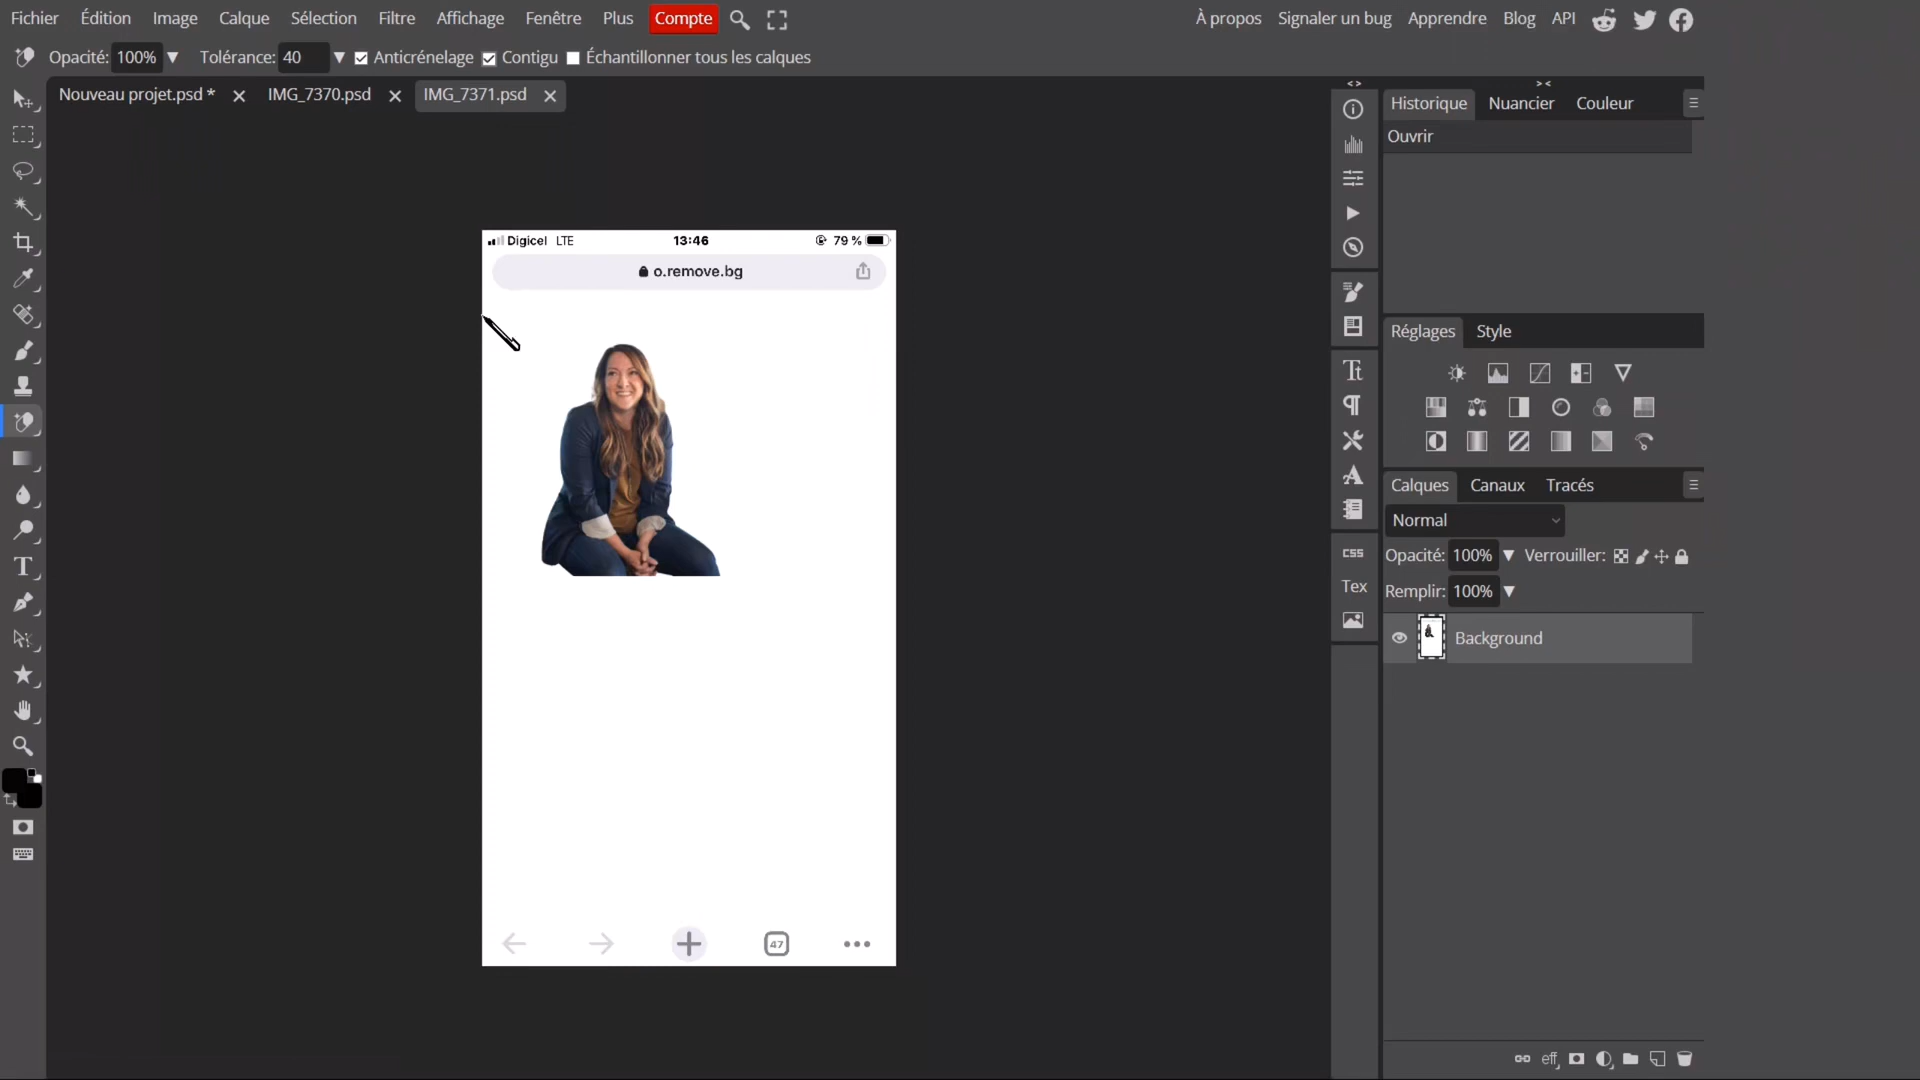 Fichier Édition Image Calque Sélection Filtre Affichage Fenêtre Plus Compte À propos Signaler un bug Apprendre Blog API
Opacité: 100% Tolérance: 40 Anticrénelage Contigu Échantillonner tous les calques
Nouveau projet.psd * IMG_7370.psd IMG_7371.psd
Historique Nuancier Couleur
Ouvrir
Digicel LTE 13:46 79 %
o.remove.bg
Réglages Style
Calques Canaux Tracés
Normal
CSS
Opacité: 100% Verrouiller:
Tex
Remplir: 100%
Background
47
eff